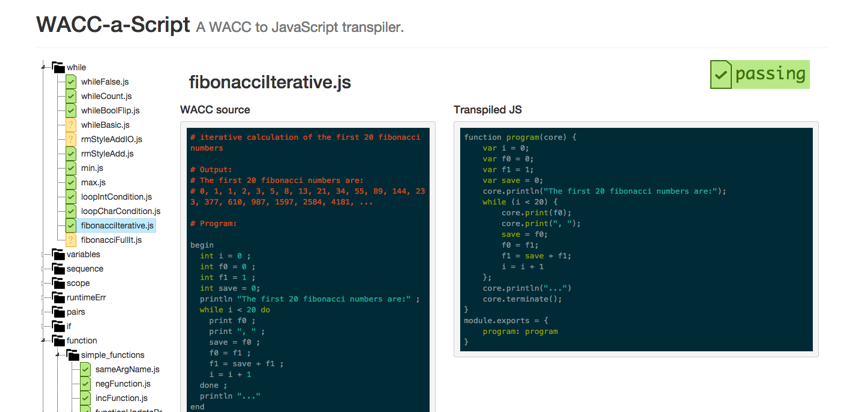 WACC-a-Script A WACC to JavaScript transpiler.
while
whileFalse.js
whileCount.js
whileBoolFlip.js
? whileBasic.js
? rmStyleAddIO.js
rmStyleAdd.js
min.js
max.js
loopIntCondition.js
loopCharCondition.js
fibonacciIterative.js
? fibonacciFullIt.js
variables
sequence
scope
runtimeErr
pairs
if
function
simple_functions
sameArgName.js
negFunction.js
incFunction.js
fibonacciIterative.js
passing
WACC source
# iterative calculation of the first 20 fibonacci
numbers
# Output:
# The first 20 fibonacci numbers are:
# 0, 1, 1, 2, 3, 5, 8, 13, 21, 34, 55, 89, 144, 23
3, 377, 610, 987, 1597, 2584, 4181, ...
# Program:
begin
int i = 0 ;
int f0 = 0 ;
int f1 = 1 ;
int save = 0;
println "The first 20 fibonacci numbers are:" ;
while i < 20 do
print f0 ;
print ", " ;
save = f0 ;
f0 = f1 ;
f1 = save + f1 ;
i = i + 1
done ;
println "..."
end
Transpiled JS
function program(core) {
var i = 0;
var f0 = 0;
var f1 = 1;
var save = 0;
core.println("The first 20 fibonacci numbers are:");
while (i < 20) {
core.print(f0);
core.print(", ");
save = f0;
f0 = f1;
f1 = save + f1;
i = i + 1
};
core.println("...")
core.terminate();
}
module.exports = {
program: program
}